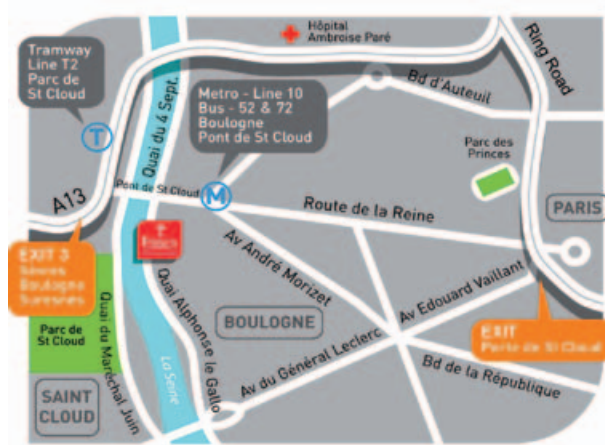 Hôpital
Ambroise Paré
Tramway
Line T2
Parc de
St Cloud
Quai du 4 Sept.
Metro - Line 10
Bus - 52 & 72
Boulogne
Pont de St Cloud
Bd d'Auteuil
Ring Road
T
Parc des
Princes
A13
Pont de St Cloud
M
Route de la Reine
PARIS
EXIT 3
Sèvres
Boulogne
Suresnes
Av André Morizet
Av Edouard Vaillant
Quai Alphonse le Gallo
BOULOGNE
EXIT
Porte de St Cloud
Parc de
St Cloud
Quai du Maréchal Juin
La Seine
Av du Général Leclerc
Bd de la République
SAINT
CLOUD